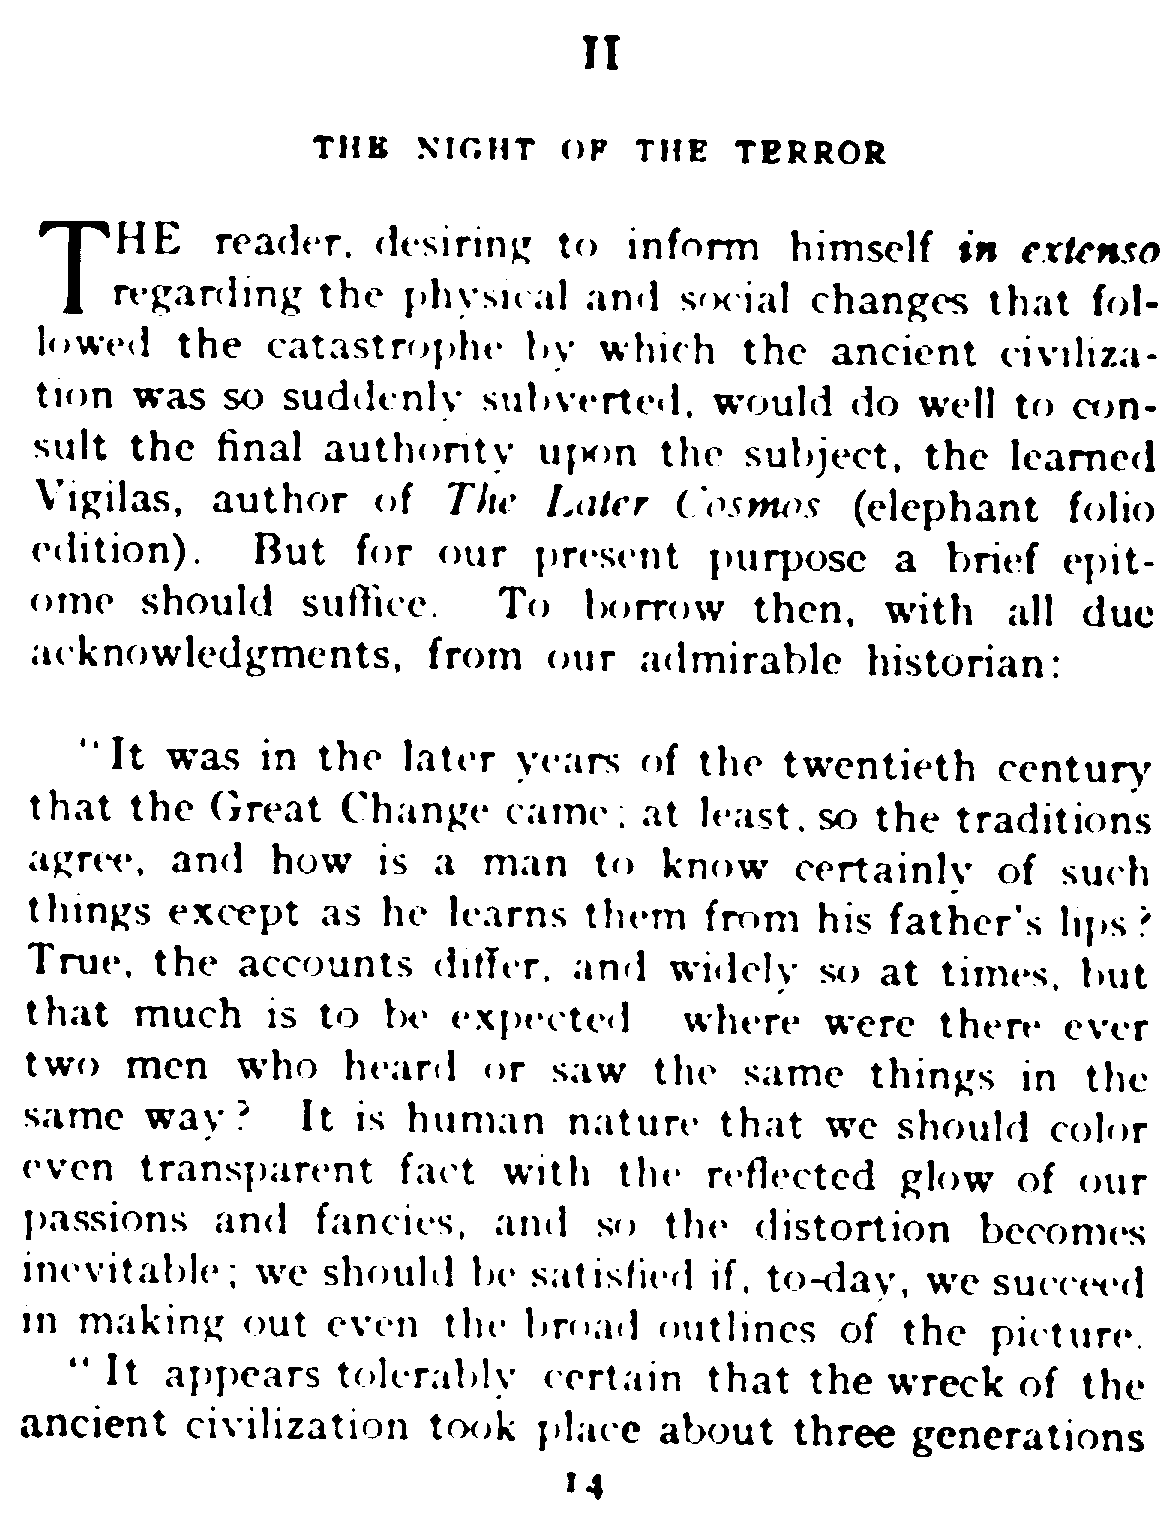 II
THE NIGHT OF THE TERROR
THE reader, desiring to inform himself in extenso
regarding the physical and social changes that fol-
lowed the catastrophe by which the ancient civiliza-
tion was so suddenly subverted, would do well to con-
sult the final authority upon the subject, the learned
Vigilas, author of The Later Cosmos (elephant folio
edition). But for our present purpose a brief epit-
ome should suffice. To borrow then, with all due
acknowledgments, from our admirable historian:
"It was in the later years of the twentieth century
that the Great Change came; at least, so the traditions
agree, and how is a man to know certainly of such
things except as he learns them from his father's lips?
True, the accounts differ, and widely so at times, but
that much is to be expected where were there ever
two men who heard or saw the same things in the
same way? It is human nature that we should color
even transparent fact with the reflected glow of our
passions and fancies, and so the distortion becomes
inevitable; we should be satisfied if, to-day, we succeed
in making out even the broad outlines of the picture.
"It appears tolerably certain that the wreck of the
ancient civilization took place about three generations
14